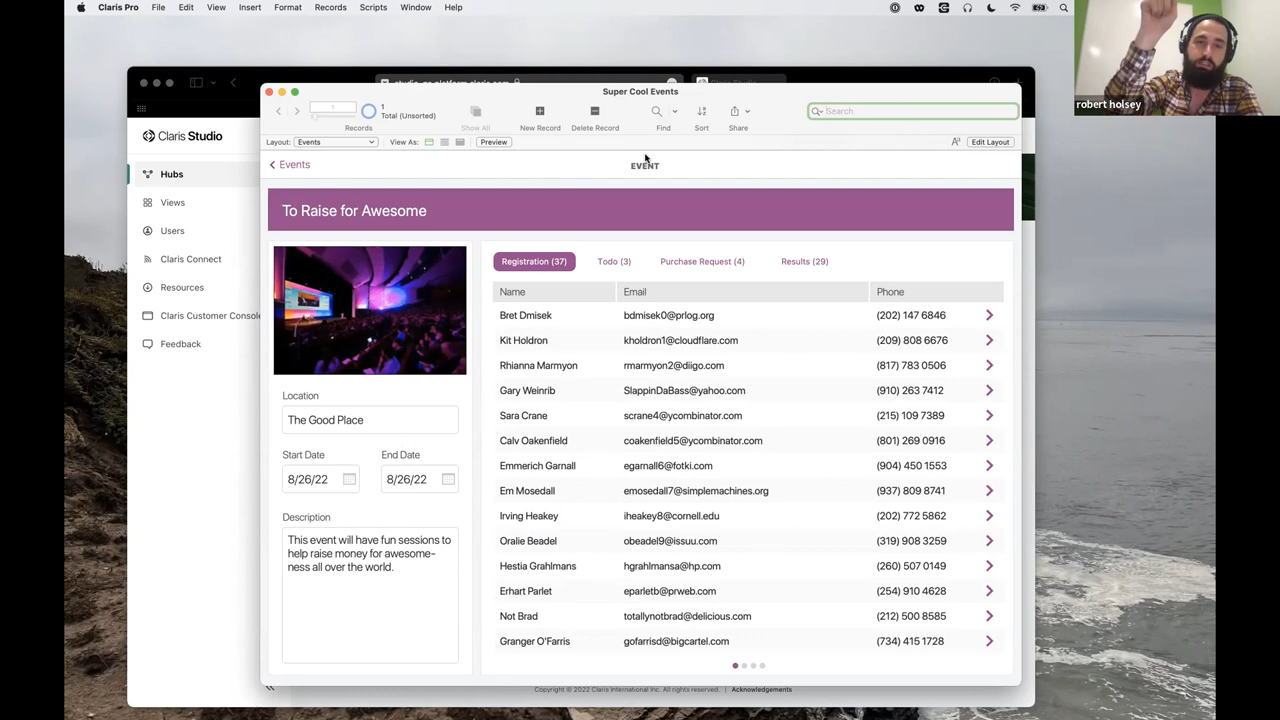 Claris Pro File Edit View Insert Format Records Scripts Window Help
robert holsey
Claris Studio
Hubs
Views
Users
Claris Connect
Resources
Claris Customer Console
Feedback
Super Cool Events
1
1
Total (Unsorted)
Search
Records Show All New Record Delete Record Find Sort Share
Layout: Events View As: Preview Edit Layout
Events
EVENT
To Raise for Awesome
Registration (37) Todo (3) Purchase Request (4) Results (29)
Name Email Phone
Bret Dmisek bdmisek0@prlog.org (202) 147 6846
Kit Holdron kholdron1@cloudflare.com (209) 808 6676
Rhianna Marmyon rmarmyon2@diigo.com (817) 783 0506
Gary Weinrib SlappinDaBass@yahoo.com (910) 263 7412
Sara Crane scrane4@ycombinator.com (215) 109 7389
Calv Oakenfield coakenfield5@ycombinator.com (801) 269 0916
Emmerich Garnall egarnall6@fotki.com (904) 450 1553
Em Mosedall emosedall7@simplemachines.org (937) 809 8741
Irving Heakey iheakey8@cornell.edu (202) 772 5862
Oralie Beadel obeadel9@issuu.com (319) 908 3259
Hestia Grahlmans hgrahlmansa@hp.com (260) 507 0149
Erhart Parlet eparletb@prweb.com (254) 910 4628
Not Brad totallynotbrad@delicious.com (212) 500 8585
Granger O'Farris gofarrisd@bigcartel.com (734) 415 1728
Location
The Good Place
Start Date End Date
8/26/22 8/26/22
Description
This event will have fun sessions to
help raise money for awesome-
ness all over the world.
Copyright © 2022 Claris International Inc. All rights reserved. | Acknowledgements